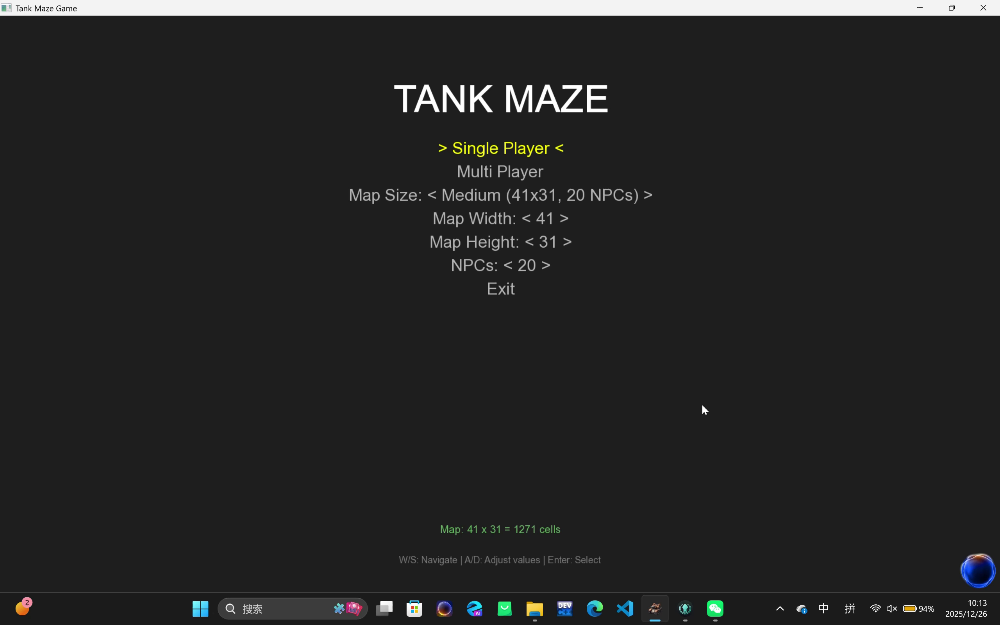 Tank Maze Game
TANK MAZE
> Single Player <
Multi Player
Map Size: < Medium (41x31, 20 NPCs) >
Map Width: < 41 >
Map Height: < 31 >
NPCs: < 20 >
Exit
Map: 41 x 31 = 1271 cells
W/S: Navigate | A/D: Adjust values | Enter: Select
2
搜索
AI
DEV
中
拼
94%
10:13
2025/12/26